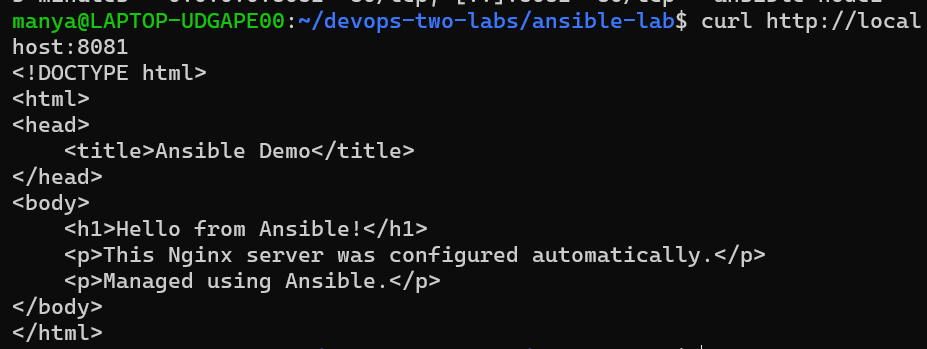 manya@LAPTOP-UDGAPE00:~/devops-two-labs/ansible-lab$ curl http://local
host:8081
<!DOCTYPE html>
<html>
<head>
    <title>Ansible Demo</title>
</head>
<body>
    <h1>Hello from Ansible!</h1>
    <p>This Nginx server was configured automatically.</p>
    <p>Managed using Ansible.</p>
</body>
</html>